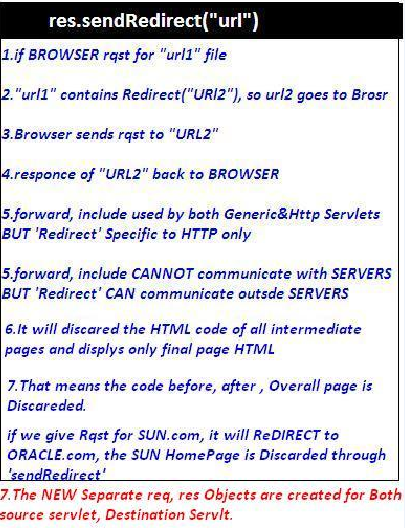 res.sendRedirect("url")
1.if BROWSER rqst for "url1" file
2."url1" contains Redirect("URl2"), so url2 goes to Brosr
3.Browser sends rqst to "URL2"
4.responce of "URL2" back to BROWSER
5.forward, include used by both Generic&Http Servlets
BUT 'Redirect' Specific to HTTP only
5.forward, include CANNOT communicate with SERVERS
BUT 'Redirect' CAN communicate outsde SERVERS
6.It will discared the HTML code of all intermediate
pages and displys only final page HTML
7.That means the code before, after , Overall page is
Discareded.
if we give Rqst for SUN.com, it will ReDIRECT to
ORACLE.com, the SUN HomePage is Discarded through
'sendRedirect'
7.The NEW Separate req, res Objects are created for Both
source servlet, Destination Servlt.